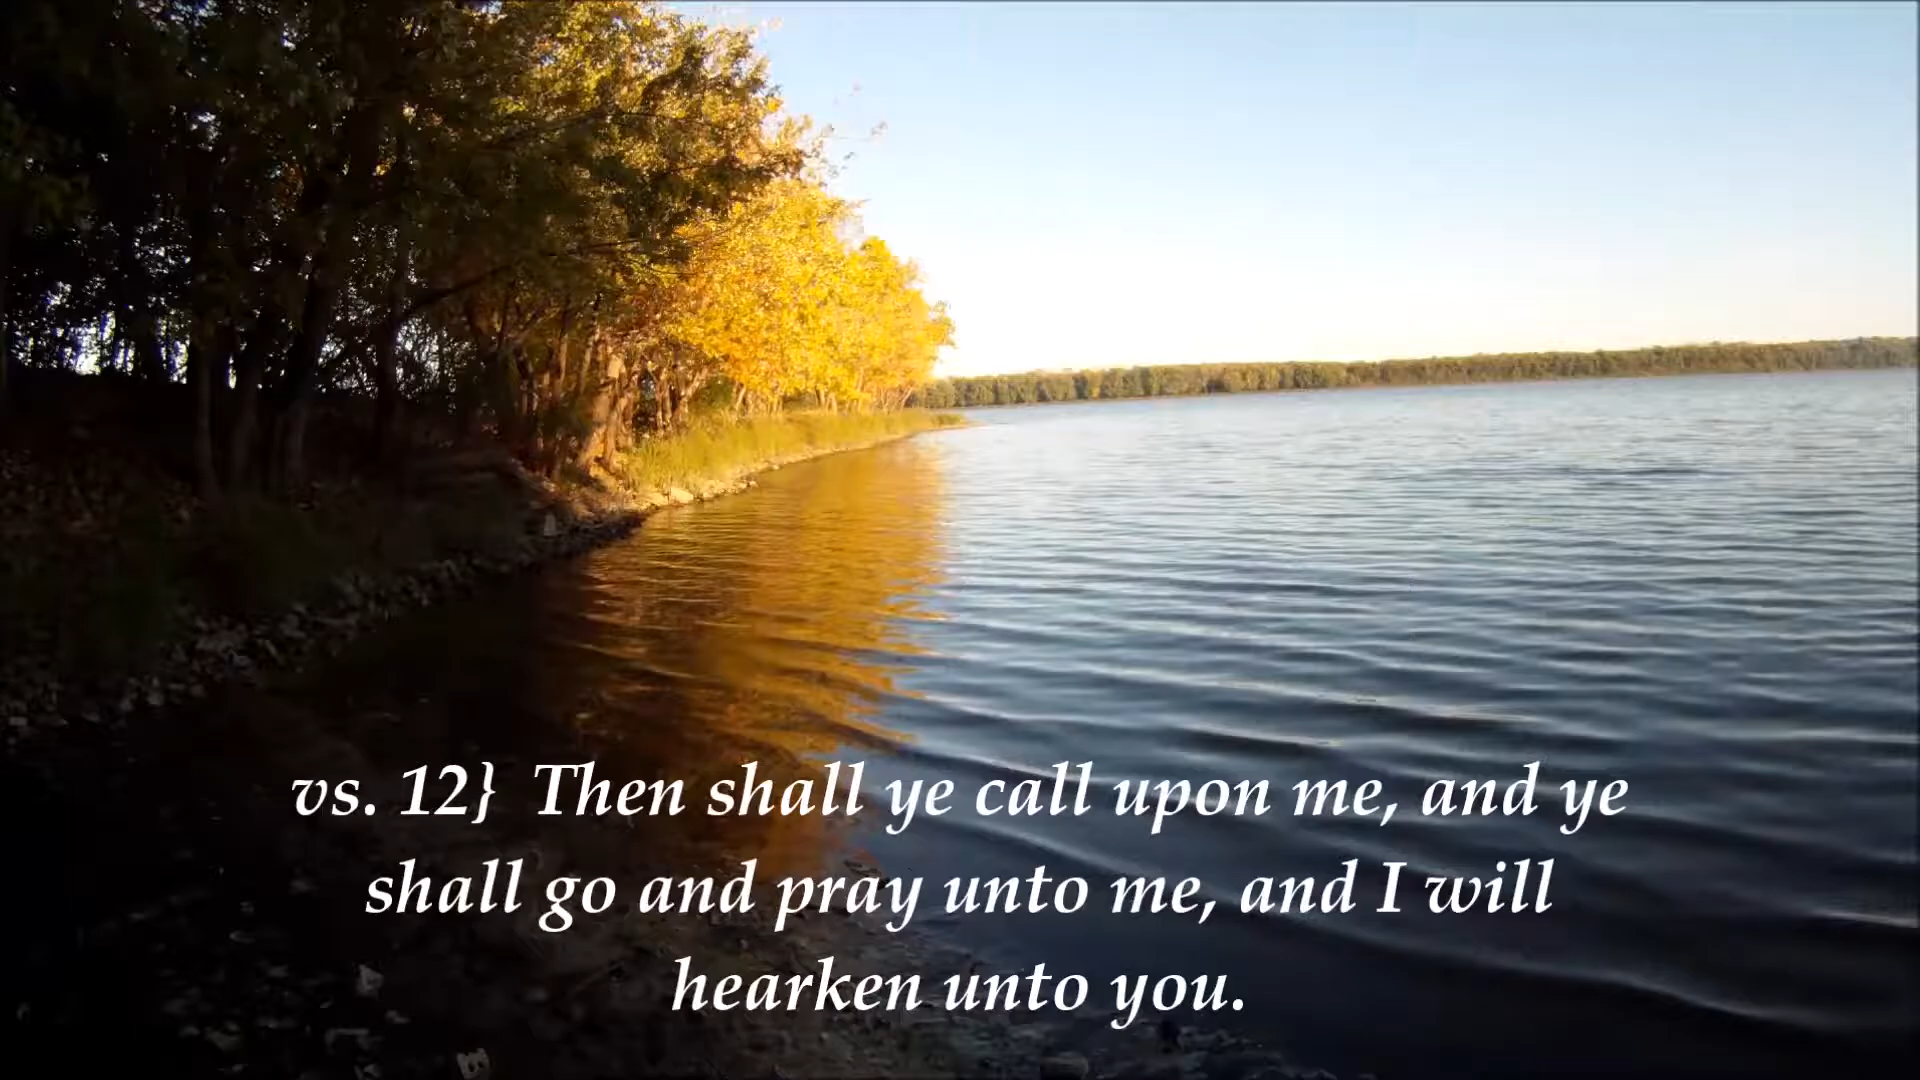 vs. 12}  Then shall ye call upon me, and ye
shall go and pray unto me, and I will
hearken unto you.